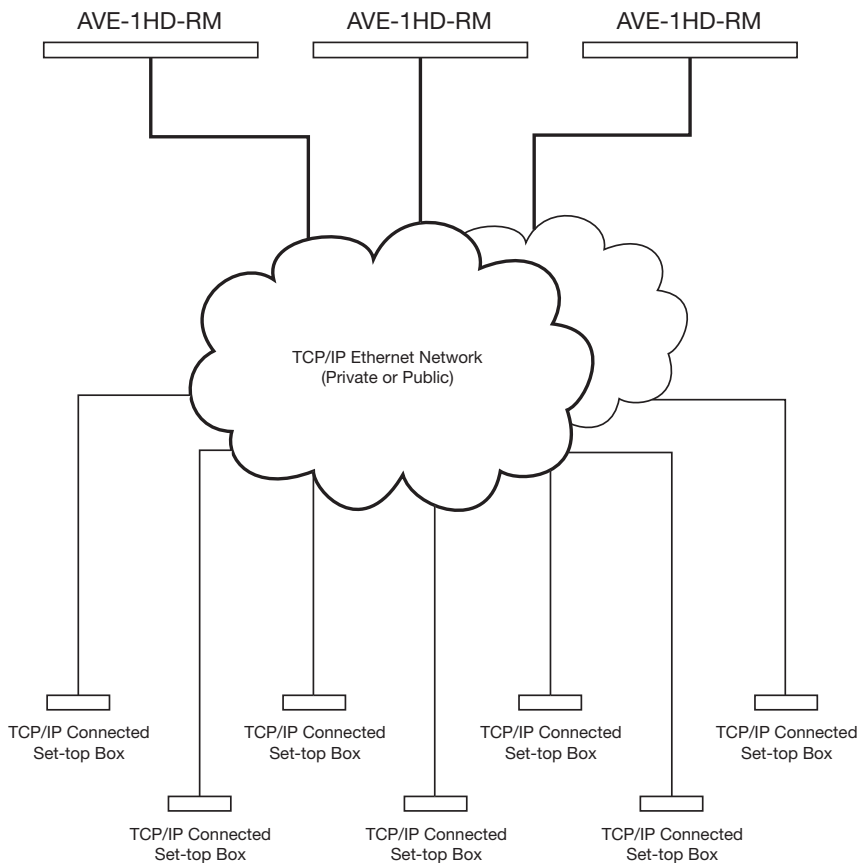 AVE-1HD-RM
AVE-1HD-RM
AVE-1HD-RM
TCP/IP Ethernet Network
(Private or Public)
TCP/IP Connected
Set-top Box
TCP/IP Connected
Set-top Box
TCP/IP Connected
Set-top Box
TCP/IP Connected
Set-top Box
TCP/IP Connected
Set-top Box
TCP/IP Connected
Set-top Box
TCP/IP Connected
Set-top Box